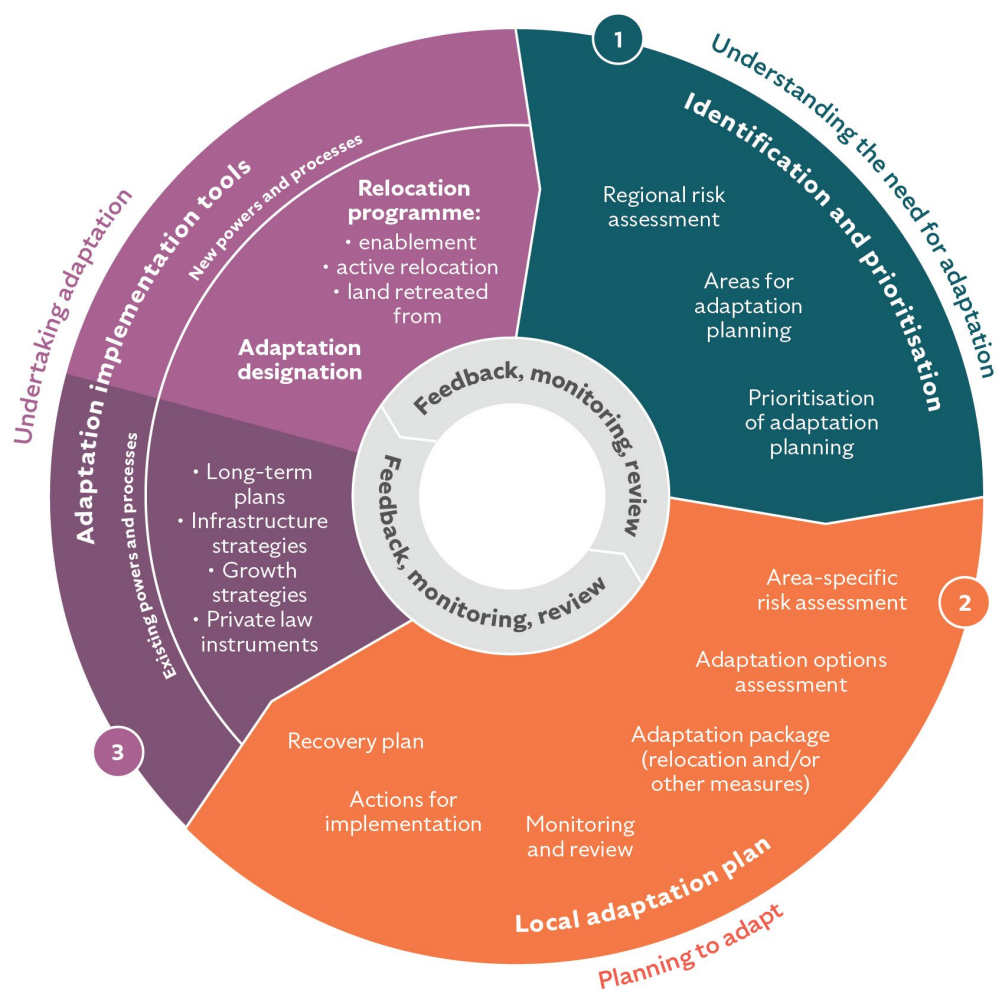 1
Understanding the need for adaptation
Identification and prioritisation
Regional risk
assessment
Areas for
adaptation
planning
Prioritisation
of adaptation
planning
2
Area-specific
risk assessment
Adaptation options
assessment
Adaptation package
(relocation and/or
other measures)
Monitoring
and review
Actions for
implementation
Recovery plan
Local adaptation plan
Planning to adapt
3
Undertaking adaptation
Adaptation implementation tools
New powers and processes
Relocation
programme:
• enablement
• active relocation
• land retreated
from
Adaptation
designation
Existing powers and processes
• Long-term
plans
• Infrastructure
strategies
• Growth
strategies
• Private law
instruments
Feedback, monitoring, review
Feedback, monitoring, review